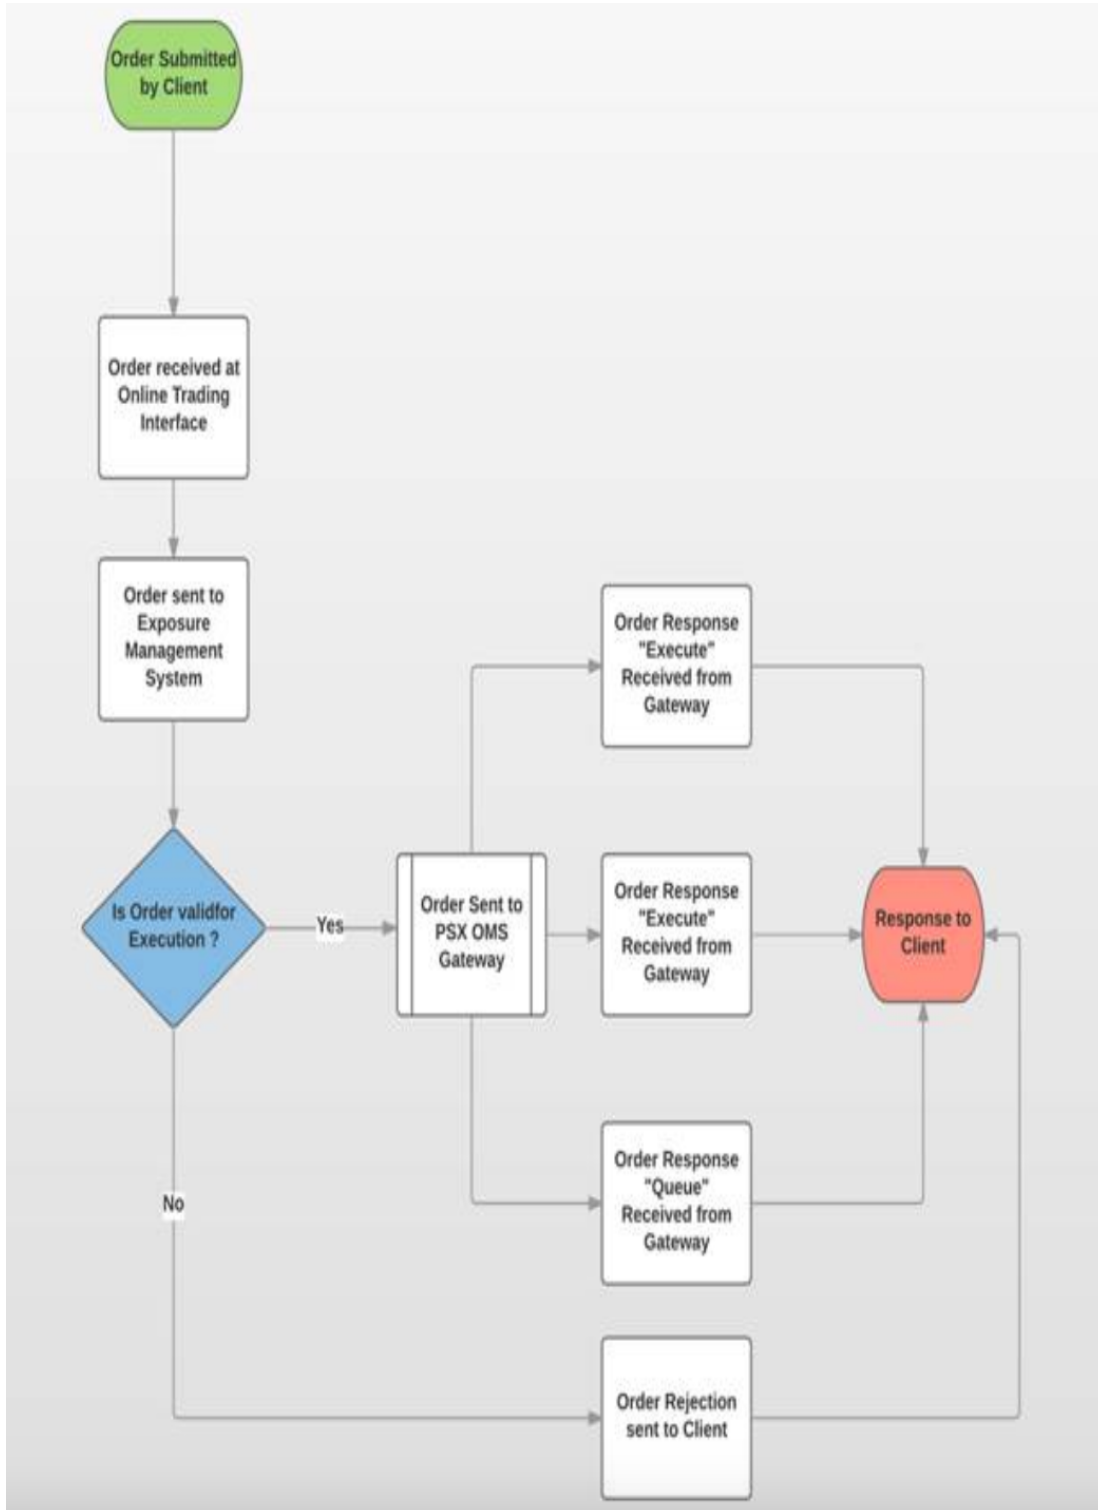 Order Submitted
by Client
Order received at
Online Trading
Interface
Order sent to
Exposure
Management
System
Is Order validfor
Execution ?
Yes
Order Sent to
PSX OMS
Gateway
Order Response
"Execute"
Received from
Gateway
Order Response
"Execute"
Received from
Gateway
Response to
Client
Order Response
"Queue"
Received from
Gateway
No
Order Rejection
sent to Client